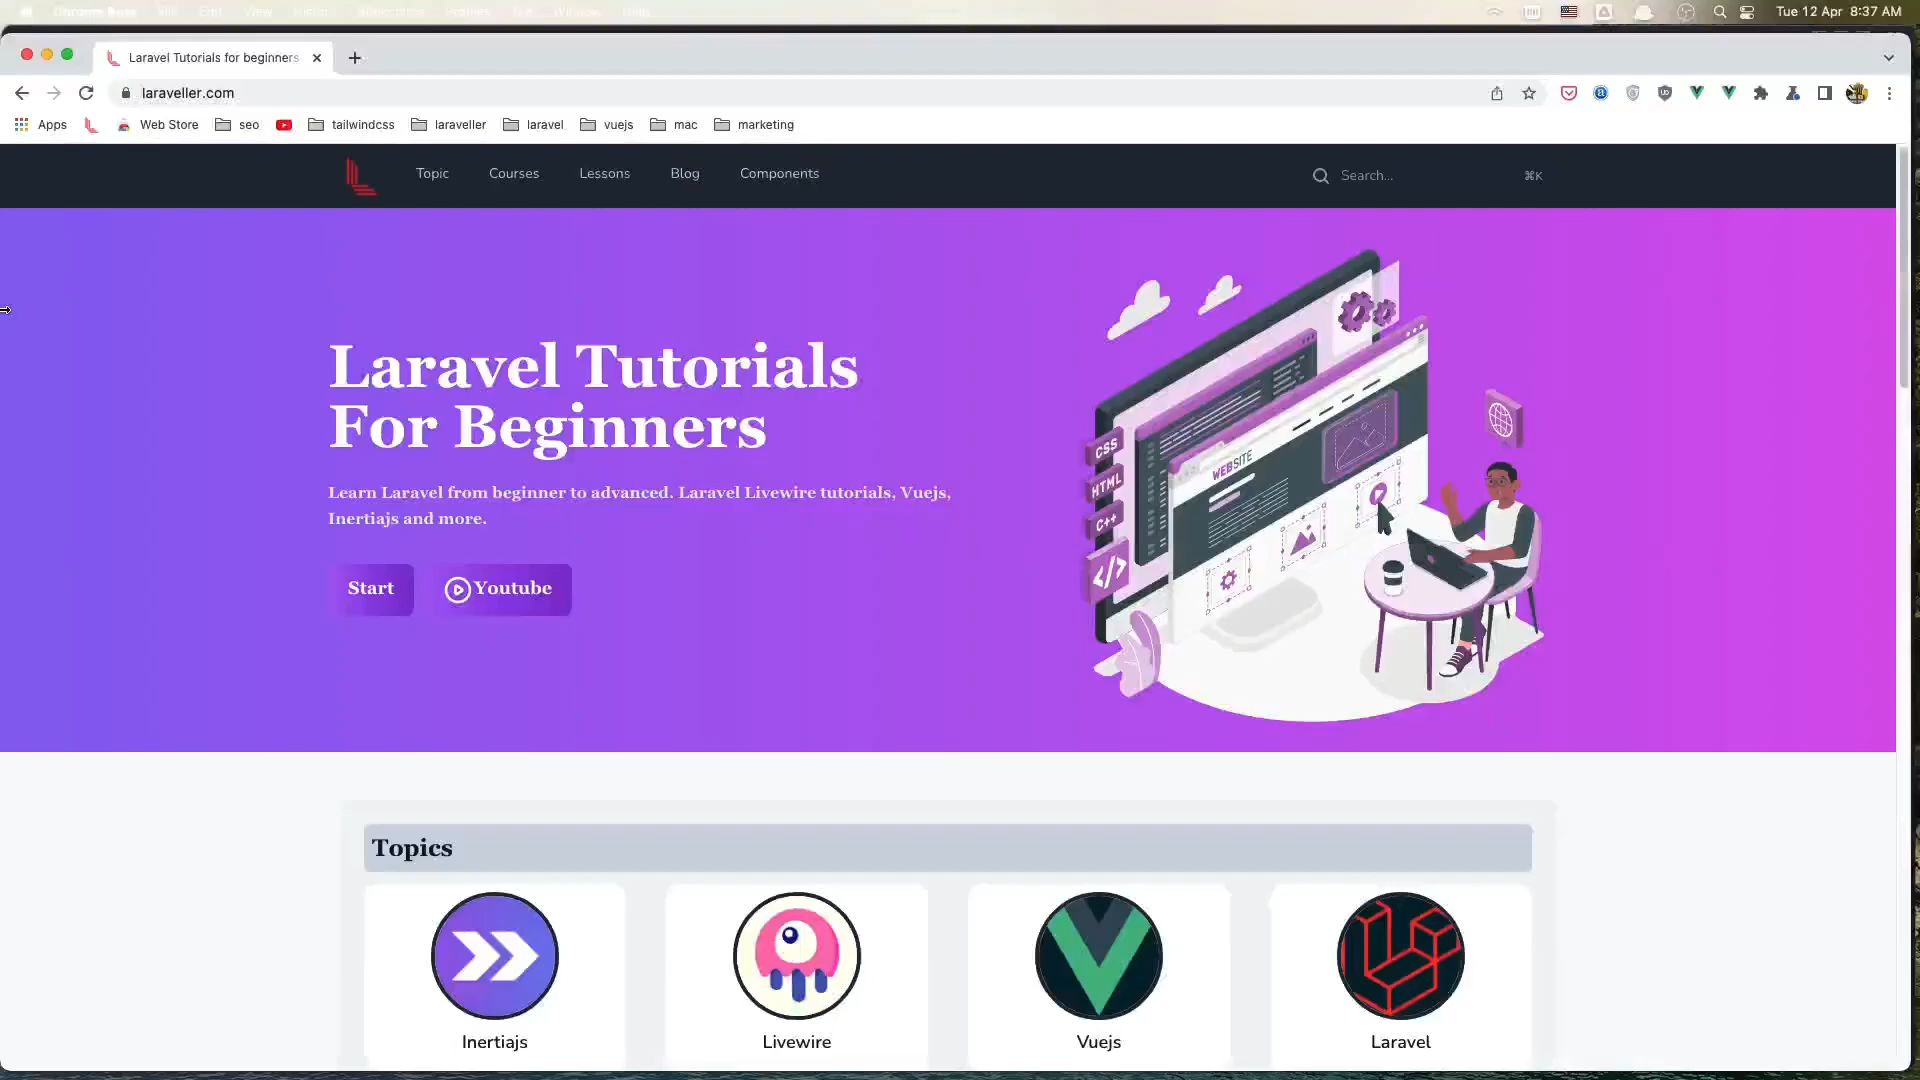 Tue 12 Apr 8:37 AM
Laravel Tutorials for beginners
laraveller.com
Apps
Web Store
seo
tailwindcss
laraveller
laravel
vuejs
mac
marketing
Topic
Courses
Lessons
Blog
Components
Search...
⌘K
Laravel Tutorials
For Beginners
Learn Laravel from beginner to advanced. Laravel Livewire tutorials, Vuejs,
Inertiajs and more.
Start
Youtube
CSS
HTML
C++
</>
WEBSITE
Topics
Inertiajs
Livewire
Vuejs
Laravel